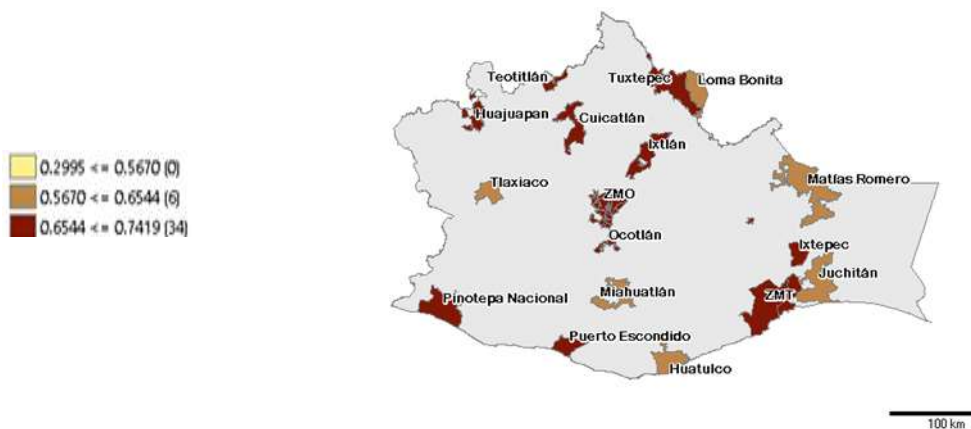 0.2995 <= 0.5670 (0)
0.5670 <= 0.6544 (6)
0.6544 <= 0.7419 (34)
Teotitlán
Tuxtepec
Loma Bonita
Huajuapan
Cuicatlán
Ixtlán
Tlaxiaco
Matías Romero
ZMO
Ocotlán
Ixtepec
Juchitán
Miahuatlán
ZMT
Pinotepa Nacional
Puerto Escondido
Huatulco
100 km